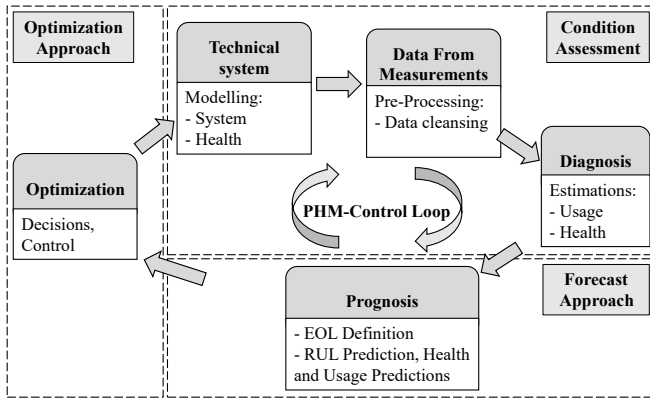 Optimization
Approach
Technical
system
Modelling:
- System
- Health
Data From
Measurements
Pre-Processing:
- Data cleansing
Condition
Assessment
Optimization
Decisions,
Control
PHM-Control Loop
Diagnosis
Estimations:
- Usage
- Health
Prognosis
- EOL Definition
- RUL Prediction, Health
and Usage Predictions
Forecast
Approach